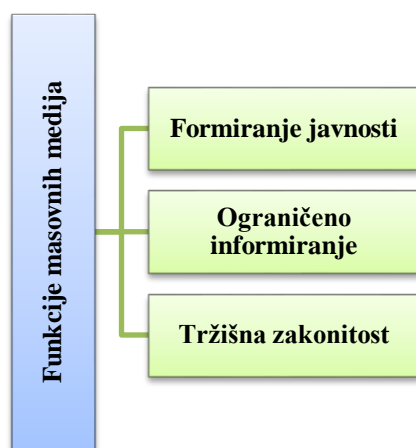 Funkcije masovnih medija
Formiranje javnosti
Ograničeno
informiranje
Tržišna zakonitost